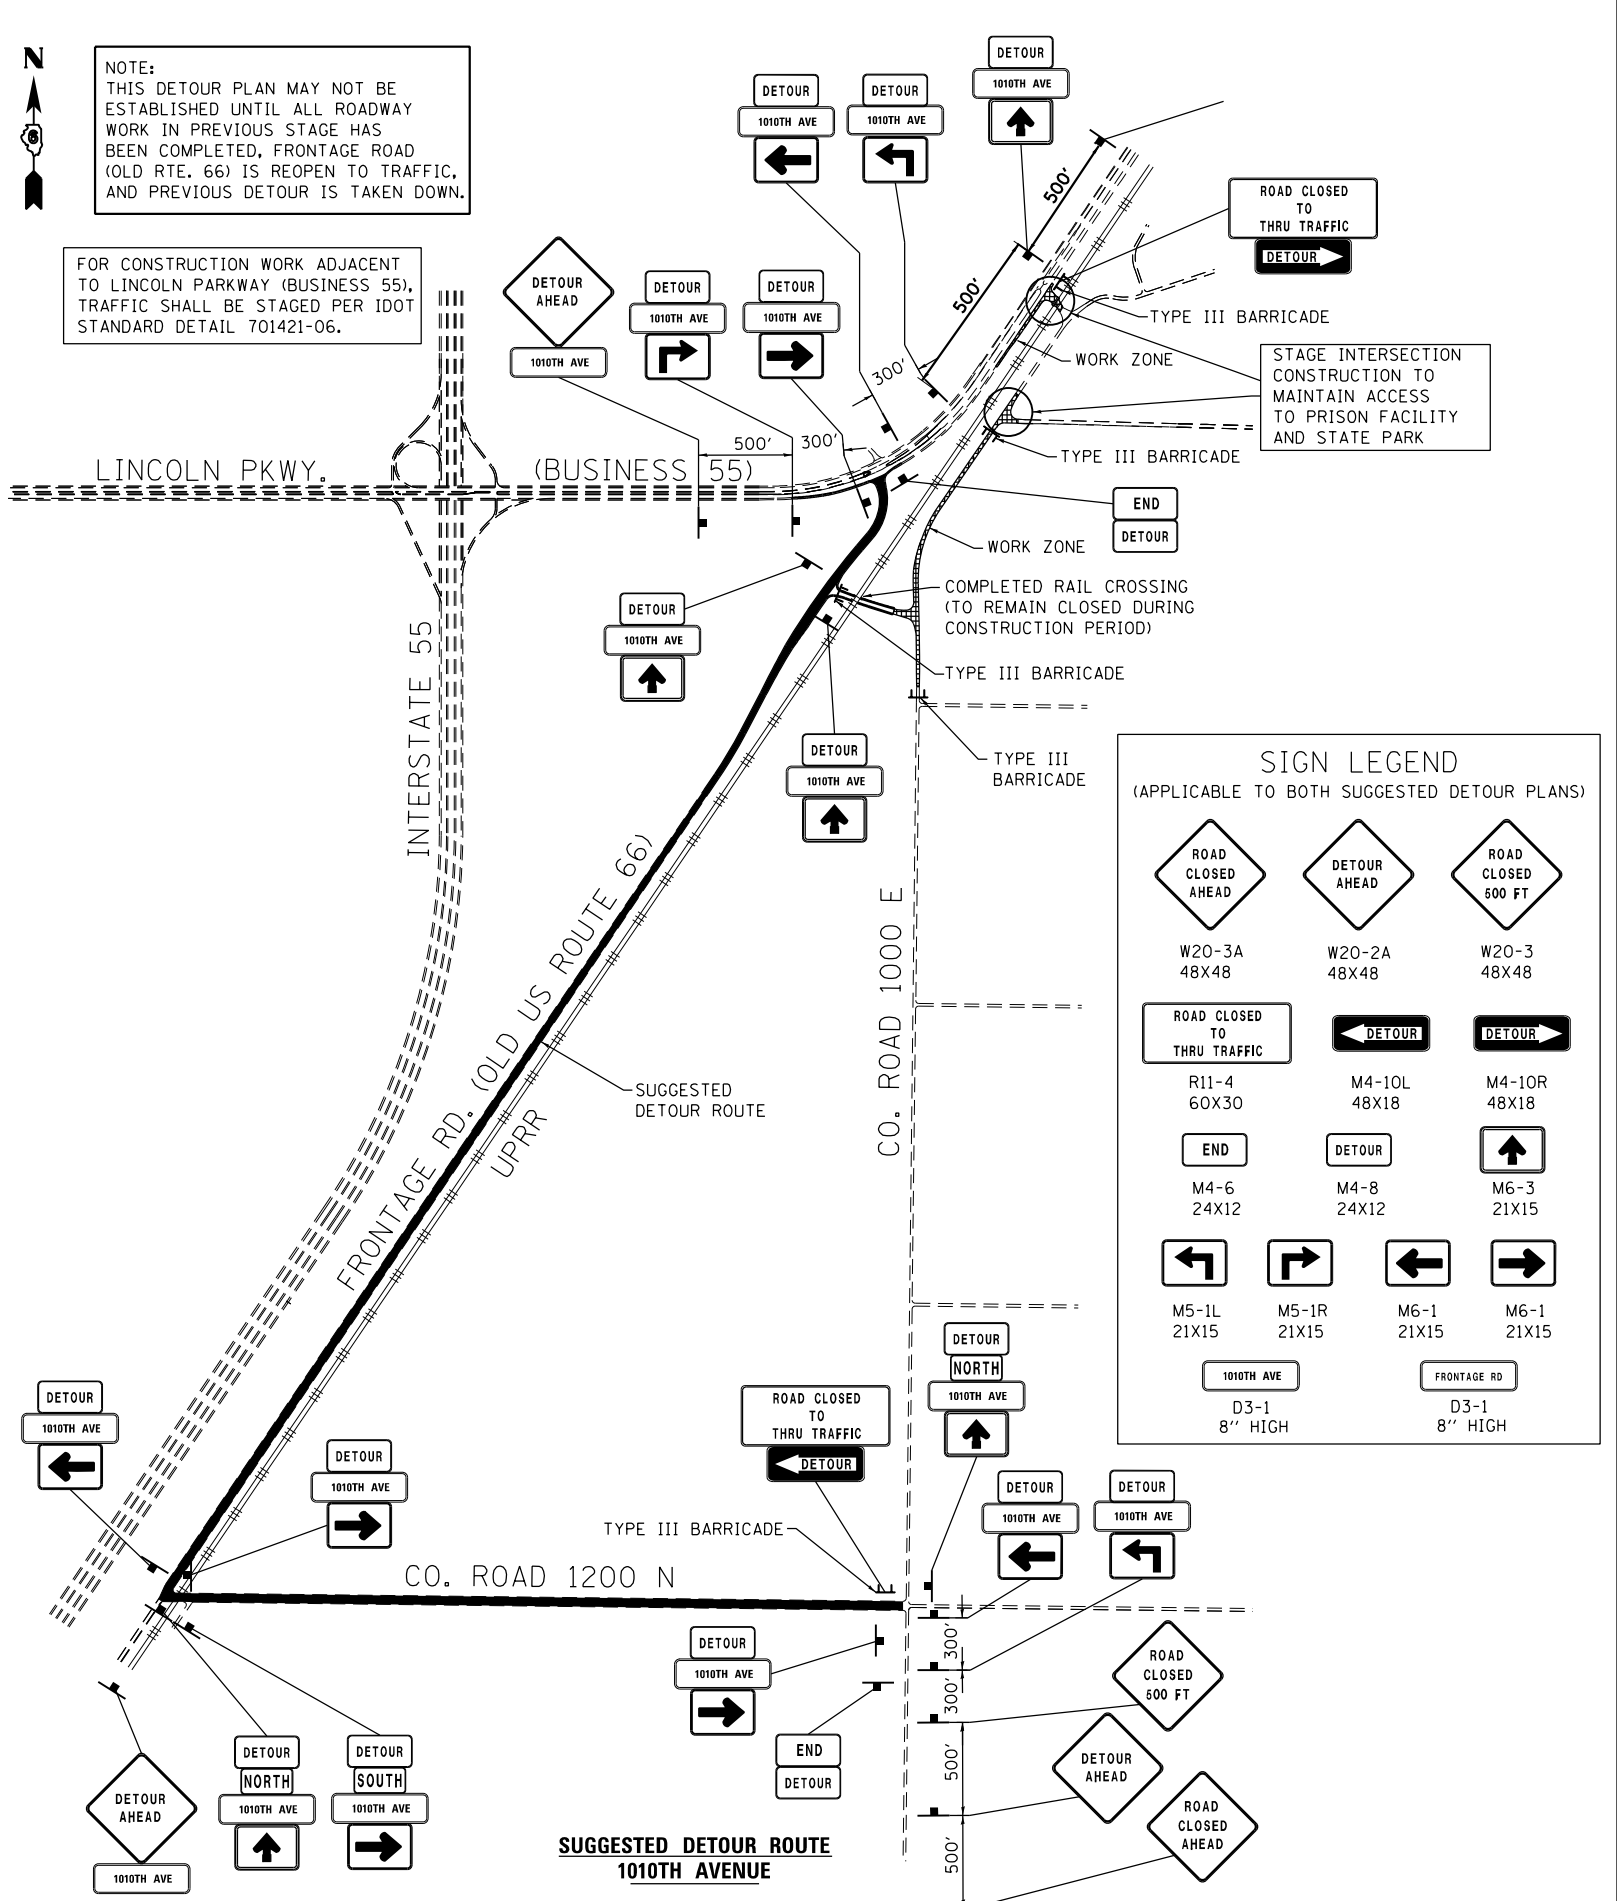 N
6
NOTE:
THIS DETOUR PLAN MAY NOT BE
ESTABLISHED UNTIL ALL ROADWAY
WORK IN PREVIOUS STAGE HAS
BEEN COMPLETED, FRONTAGE ROAD
(OLD RTE. 66) IS REOPEN TO TRAFFIC,
AND PREVIOUS DETOUR IS TAKEN DOWN.
FOR CONSTRUCTION WORK ADJACENT
TO LINCOLN PARKWAY (BUSINESS 55),
TRAFFIC SHALL BE STAGED PER IDOT
STANDARD DETAIL 701421-06.
DETOUR
1010TH AVE
DETOUR
1010TH AVE
DETOUR
1010TH AVE
500'
500'
ROAD CLOSED
TO
THRU TRAFFIC
DETOUR
DETOUR
AHEAD
1010TH AVE
DETOUR
1010TH AVE
DETOUR
1010TH AVE
300'
TYPE III BARRICADE
WORK ZONE
STAGE INTERSECTION
CONSTRUCTION TO
MAINTAIN ACCESS
TO PRISON FACILITY
AND STATE PARK
500'
300'
TYPE III BARRICADE
LINCOLN PKWY.
(BUSINESS 55)
END
DETOUR
WORK ZONE
COMPLETED RAIL CROSSING
(TO REMAIN CLOSED DURING
CONSTRUCTION PERIOD)
DETOUR
1010TH AVE
TYPE III BARRICADE
INTERSTATE 55
DETOUR
1010TH AVE
TYPE III
BARRICADE
FRONTAGE RD. (OLD US ROUTE 66)
UPRR
SUGGESTED
DETOUR ROUTE
CO. ROAD 1000 E
SIGN LEGEND
(APPLICABLE TO BOTH SUGGESTED DETOUR PLANS)
ROAD
CLOSED
AHEAD
DETOUR
AHEAD
ROAD
CLOSED
500 FT
W20-3A
48X48
W20-2A
48X48
W20-3
48X48
ROAD CLOSED
TO
THRU TRAFFIC
DETOUR
DETOUR
R11-4
60X30
M4-10L
48X18
M4-10R
48X18
END
DETOUR
M4-6
24X12
M4-8
24X12
M6-3
21X15
M5-1L
21X15
M5-1R
21X15
M6-1
21X15
M6-1
21X15
1010TH AVE
FRONTAGE RD
D3-1
8'' HIGH
D3-1
8'' HIGH
DETOUR
1010TH AVE
DETOUR
1010TH AVE
ROAD CLOSED
TO
THRU TRAFFIC
DETOUR
DETOUR
NORTH
1010TH AVE
DETOUR
1010TH AVE
DETOUR
1010TH AVE
TYPE III BARRICADE
CO. ROAD 1200 N
DETOUR
1010TH AVE
300'
300'
500'
500'
ROAD
CLOSED
500 FT
END
DETOUR
DETOUR
AHEAD
ROAD
CLOSED
AHEAD
DETOUR
AHEAD
1010TH AVE
DETOUR
NORTH
1010TH AVE
DETOUR
SOUTH
1010TH AVE
SUGGESTED DETOUR ROUTE
1010TH AVENUE